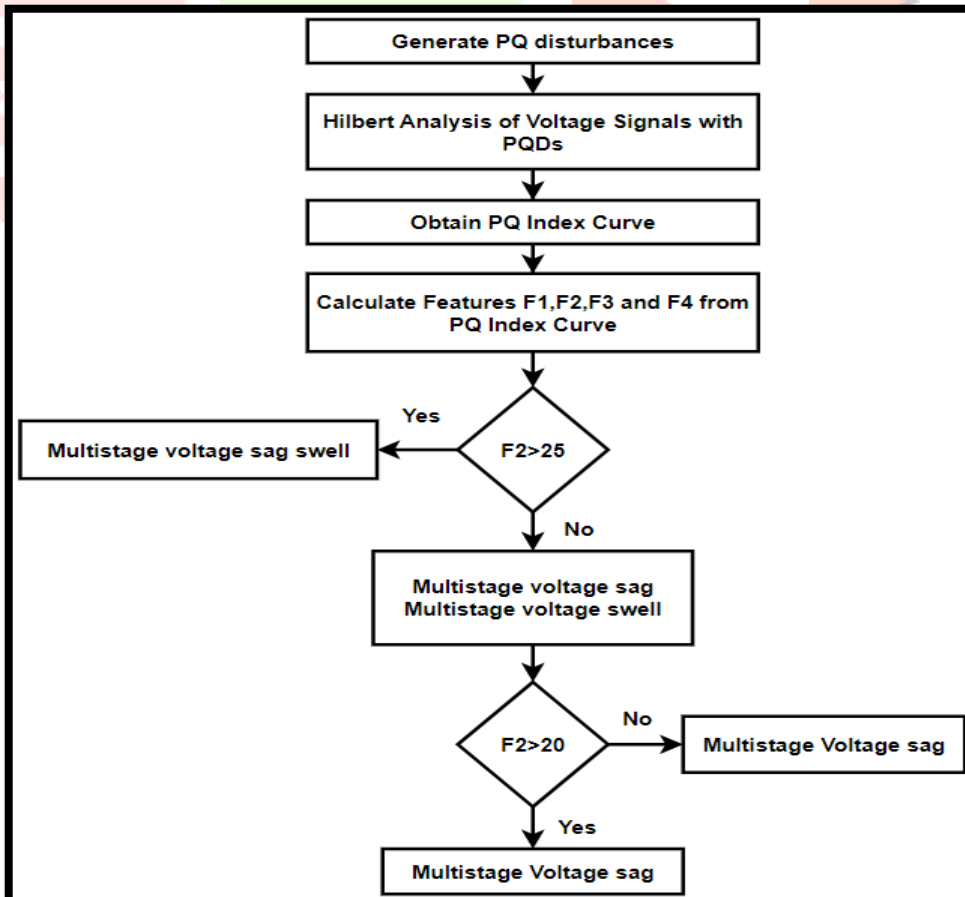 Generate PQ disturbances
Hilbert Analysis of Voltage Signals with
PQDs
Obtain PQ Index Curve
Calculate Features F1,F2,F3 and F4 from
PQ Index Curve
Yes
Multistage voltage sag swell
F2>25
No
Multistage voltage sag
Multistage voltage swell
No
F2>20
Multistage Voltage sag
Yes
Multistage Voltage sag